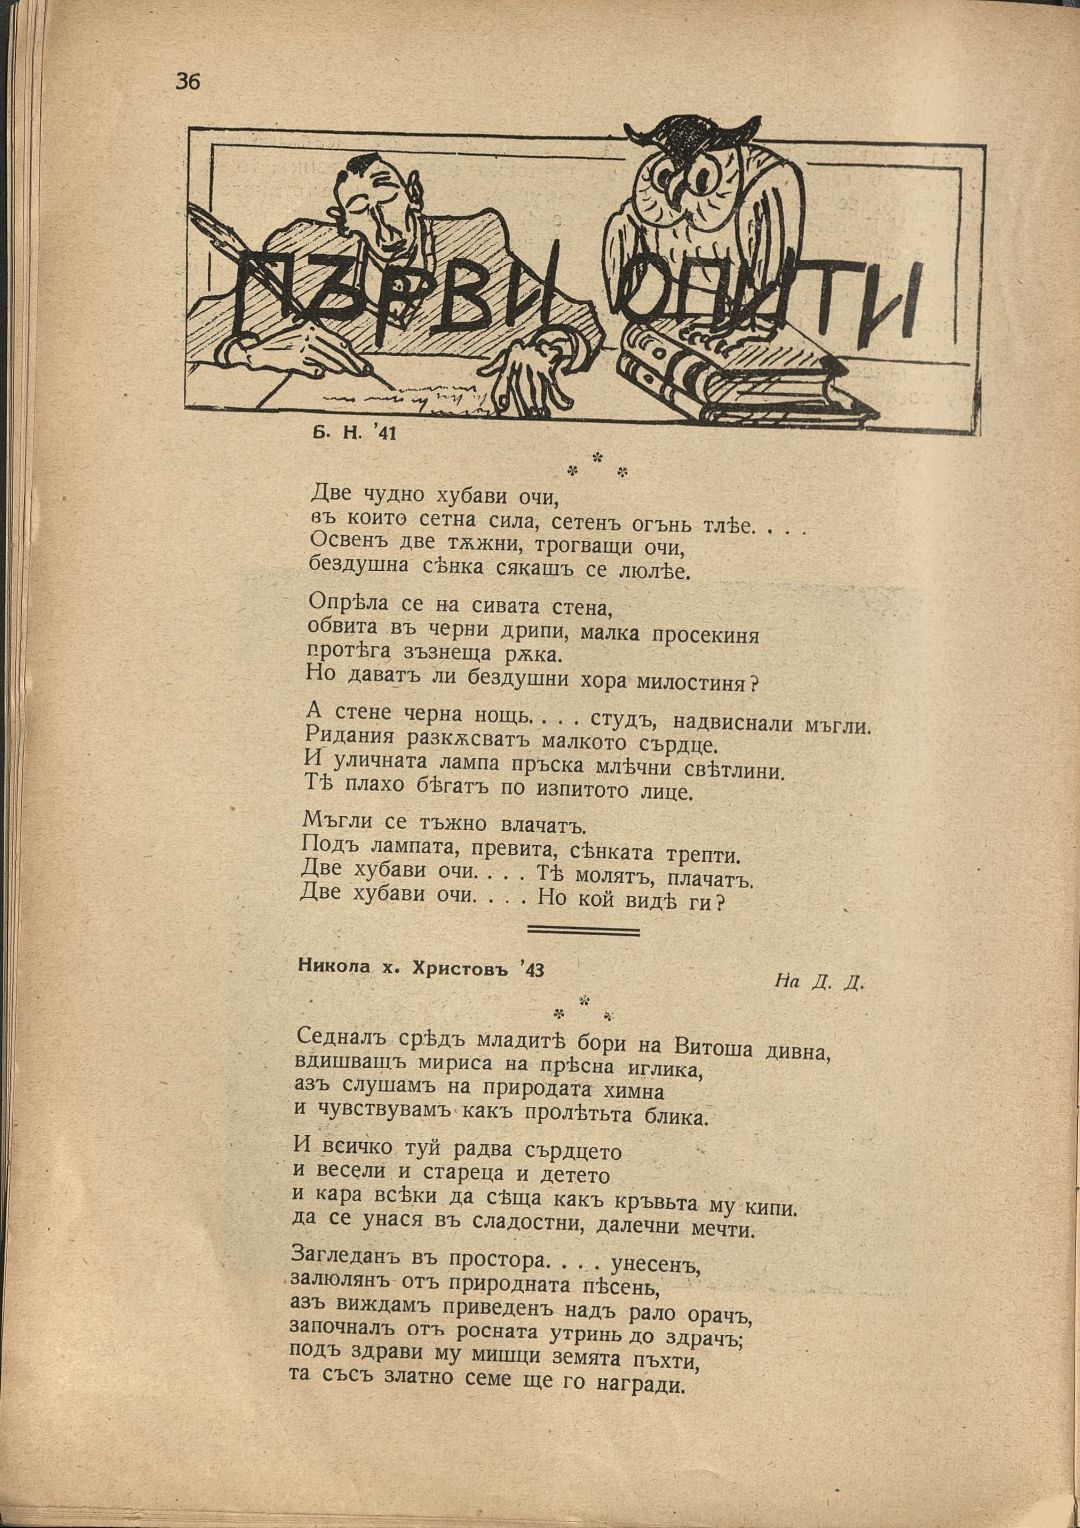 36
ПЪРВИ ОПИТИ
Б. Н. '41
* * *
Две чудно хубави очи,
въ които сетна сила, сетенъ огънь тлѣе. . . .
Освенъ две тѫжни, трогващи очи,
бездушна сѣнка сякашъ се люлѣе.
Опрѣла се на сивата стена,
обвита въ черни дрипи, малка просекиня
протѣга зъзнеща рѫка.
Но даватъ ли бездушни хора милостиня?
А стене черна нощь. . . . студъ, надвиснали мъгли.
Ридания разкѫсватъ малкото сърдце.
И уличната лампа пръска млѣчни свѣтлини.
Тѣ плахо бѣгатъ по изпитото лице.
Мъгли се тъжно влачатъ.
Подъ лампата, превита, сѣнката трепти.
Две хубави очи. . . . Тѣ молятъ, плачатъ.
Две хубави очи. . . . Но кой видѣ ги?
Никола х. Христовъ '43
На Д. Д.
* * *
Седналъ срѣдъ младитѣ бори на Витоша дивна,
вдишващъ мириса на прѣсна иглика,
азъ слушамъ на природата химна
и чувствувамъ какъ пролѣтьта блика.
И всичко туй радва сърдцето
и весели и стареца и детето
и кара всѣки да сѣща какъ кръвьта му кипи.
да се унася въ сладостни, далечни мечти.
Загледанъ въ простора. . . . унесенъ,
залюлянъ отъ природната пѣсень,
азъ виждамъ приведенъ надъ рало орачъ,
започналъ отъ росната утринь до здрачъ;
подъ здрави му мишци земята пъхти,
та със златно семе ще го награди.